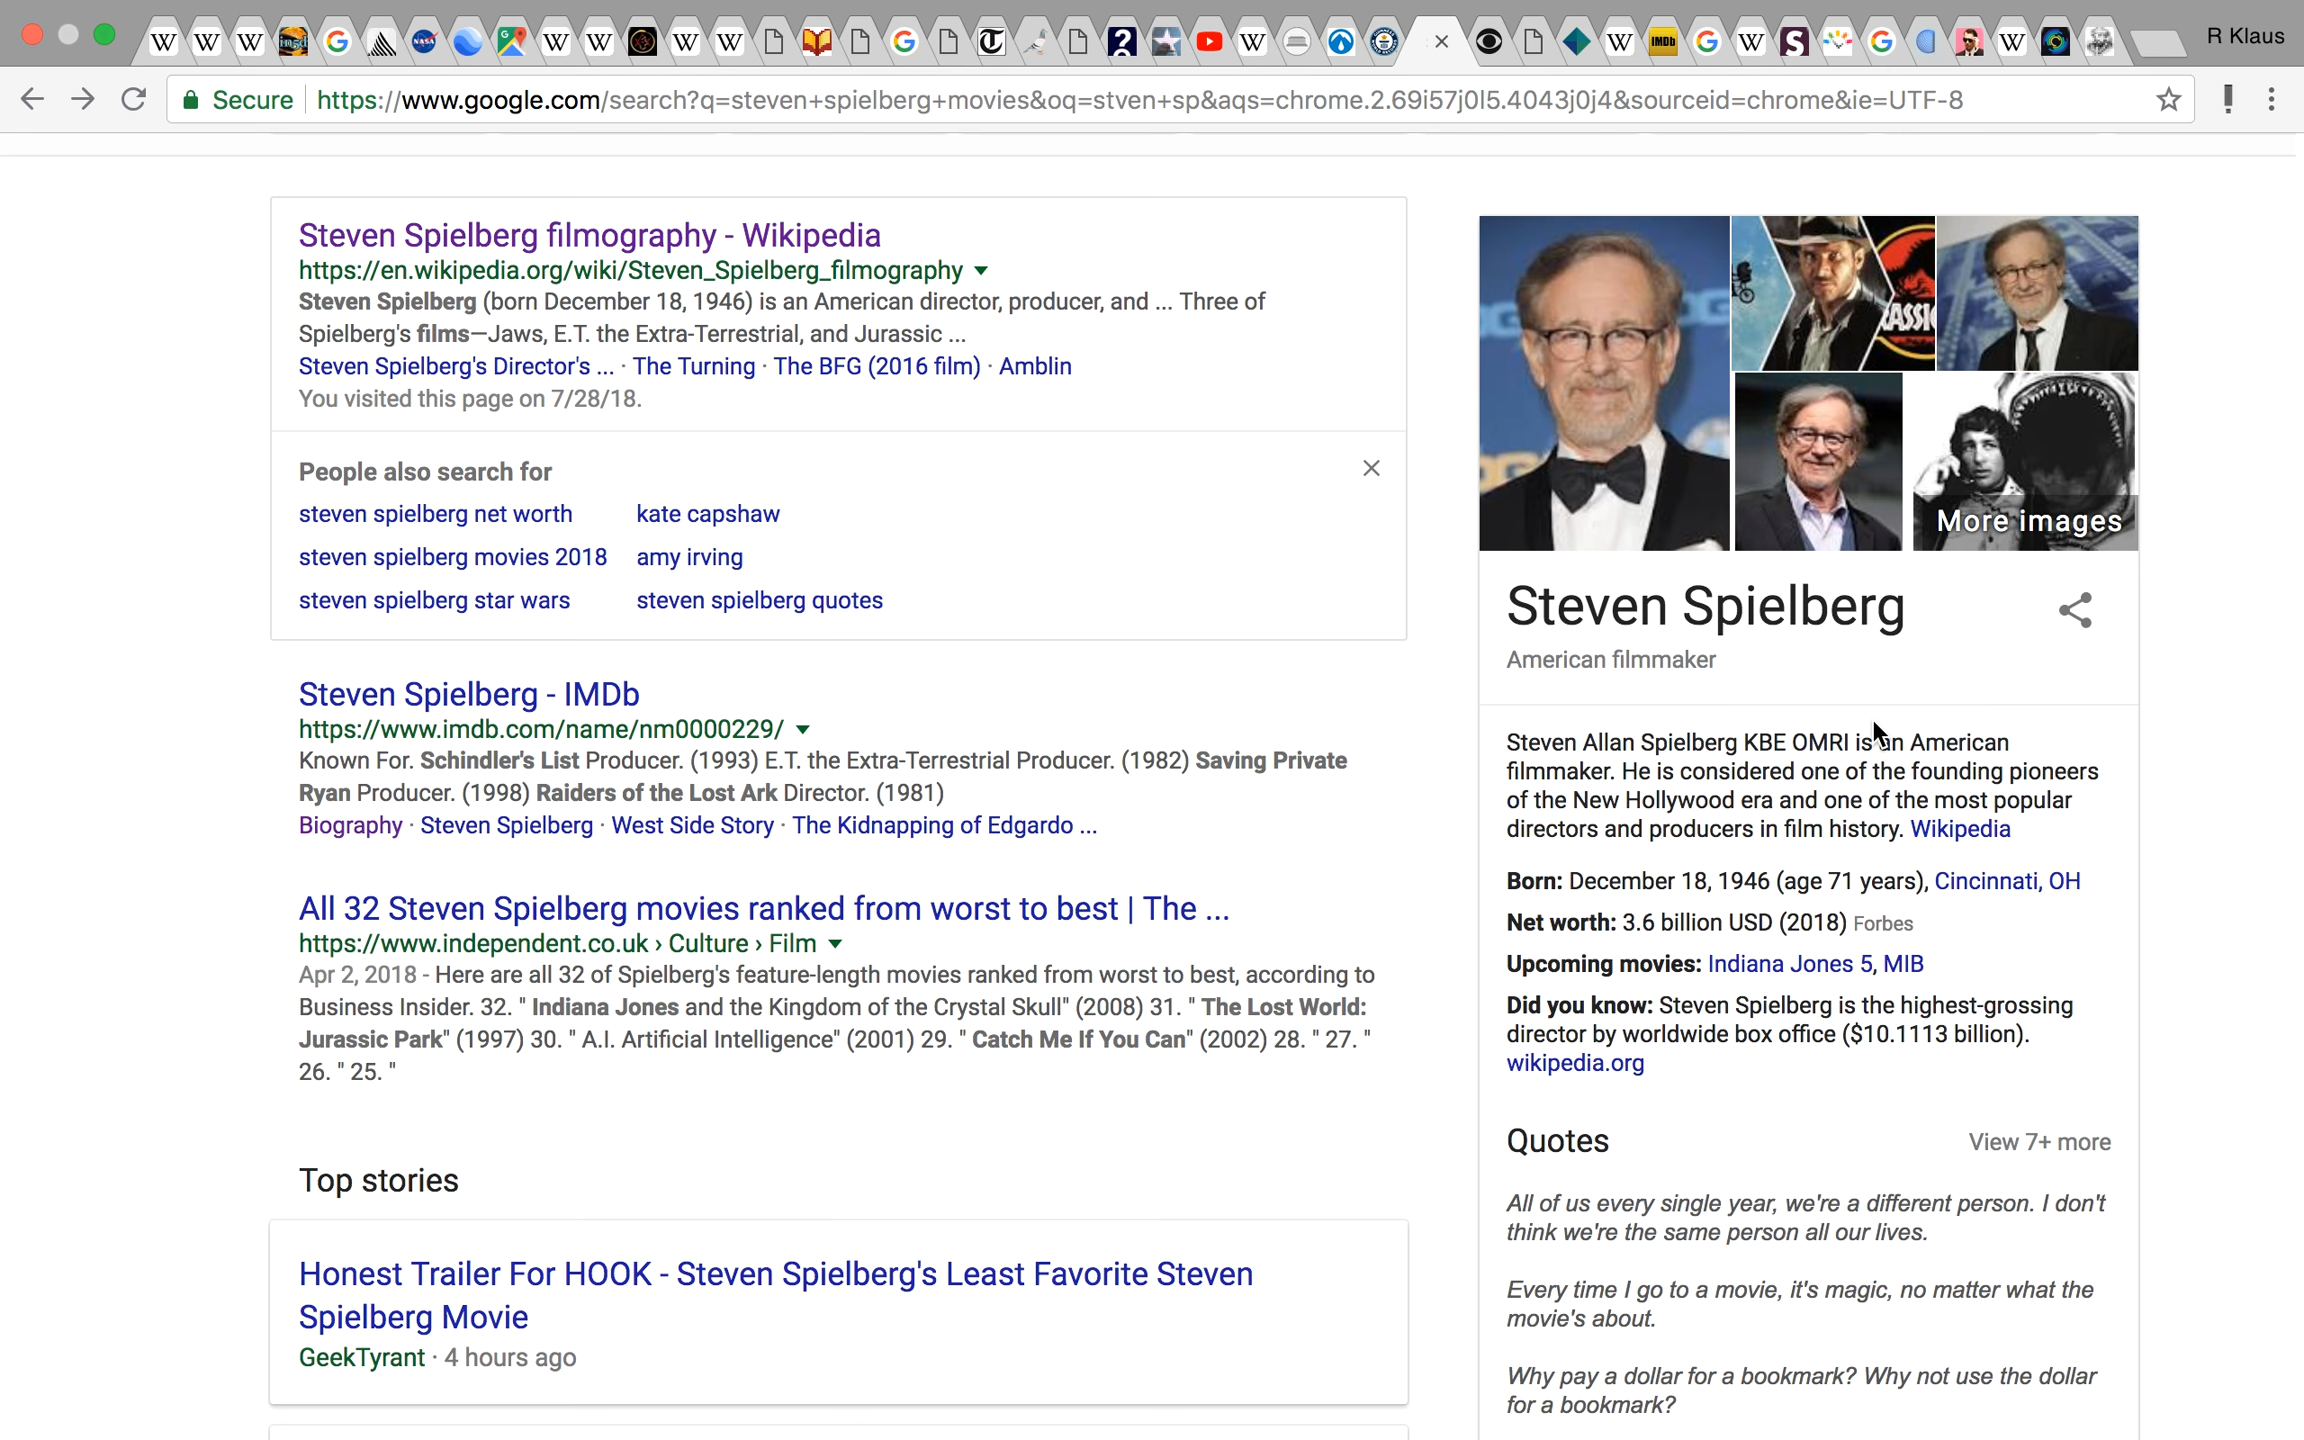 R Klaus
Secure
https://www.google.com/search?q=steven+spielberg+movies&oq=stven+sp&aqs=chrome.2.69i57j0l5.4043j0j4&sourceid=chrome&ie=UTF-8
Steven Spielberg filmography - Wikipedia
https://en.wikipedia.org/wiki/Steven_Spielberg_filmography
Steven Spielberg (born December 18, 1946) is an American director, producer, and ... Three of
Spielberg's films—Jaws, E.T. the Extra-Terrestrial, and Jurassic ...
Steven Spielberg's Director's ... · The Turning · The BFG (2016 film) · Amblin
You visited this page on 7/28/18.
People also search for
steven spielberg net worth
kate capshaw
steven spielberg movies 2018
amy irving
steven spielberg star wars
steven spielberg quotes
Steven Spielberg - IMDb
https://www.imdb.com/name/nm0000229/
Known For. Schindler's List Producer. (1993) E.T. the Extra-Terrestrial Producer. (1982) Saving Private
Ryan Producer. (1998) Raiders of the Lost Ark Director. (1981)
Biography · Steven Spielberg · West Side Story · The Kidnapping of Edgardo ...
All 32 Steven Spielberg movies ranked from worst to best | The ...
https://www.independent.co.uk › Culture › Film
Apr 2, 2018 - Here are all 32 of Spielberg's feature-length movies ranked from worst to best, according to
Business Insider. 32. " Indiana Jones and the Kingdom of the Crystal Skull" (2008) 31. " The Lost World:
Jurassic Park" (1997) 30. " A.I. Artificial Intelligence" (2001) 29. " Catch Me If You Can" (2002) 28. " 27. "
26. " 25. "
Top stories
Honest Trailer For HOOK - Steven Spielberg's Least Favorite Steven
Spielberg Movie
GeekTyrant · 4 hours ago
More images
Steven Spielberg
American filmmaker
Steven Allan Spielberg KBE OMRI is an American
filmmaker. He is considered one of the founding pioneers
of the New Hollywood era and one of the most popular
directors and producers in film history. Wikipedia
Born: December 18, 1946 (age 71 years), Cincinnati, OH
Net worth: 3.6 billion USD (2018) Forbes
Upcoming movies: Indiana Jones 5, MIB
Did you know: Steven Spielberg is the highest-grossing
director by worldwide box office ($10.1113 billion).
wikipedia.org
Quotes
View 7+ more
All of us every single year, we're a different person. I don't
think we're the same person all our lives.
Every time I go to a movie, it's magic, no matter what the
movie's about.
Why pay a dollar for a bookmark? Why not use the dollar
for a bookmark?